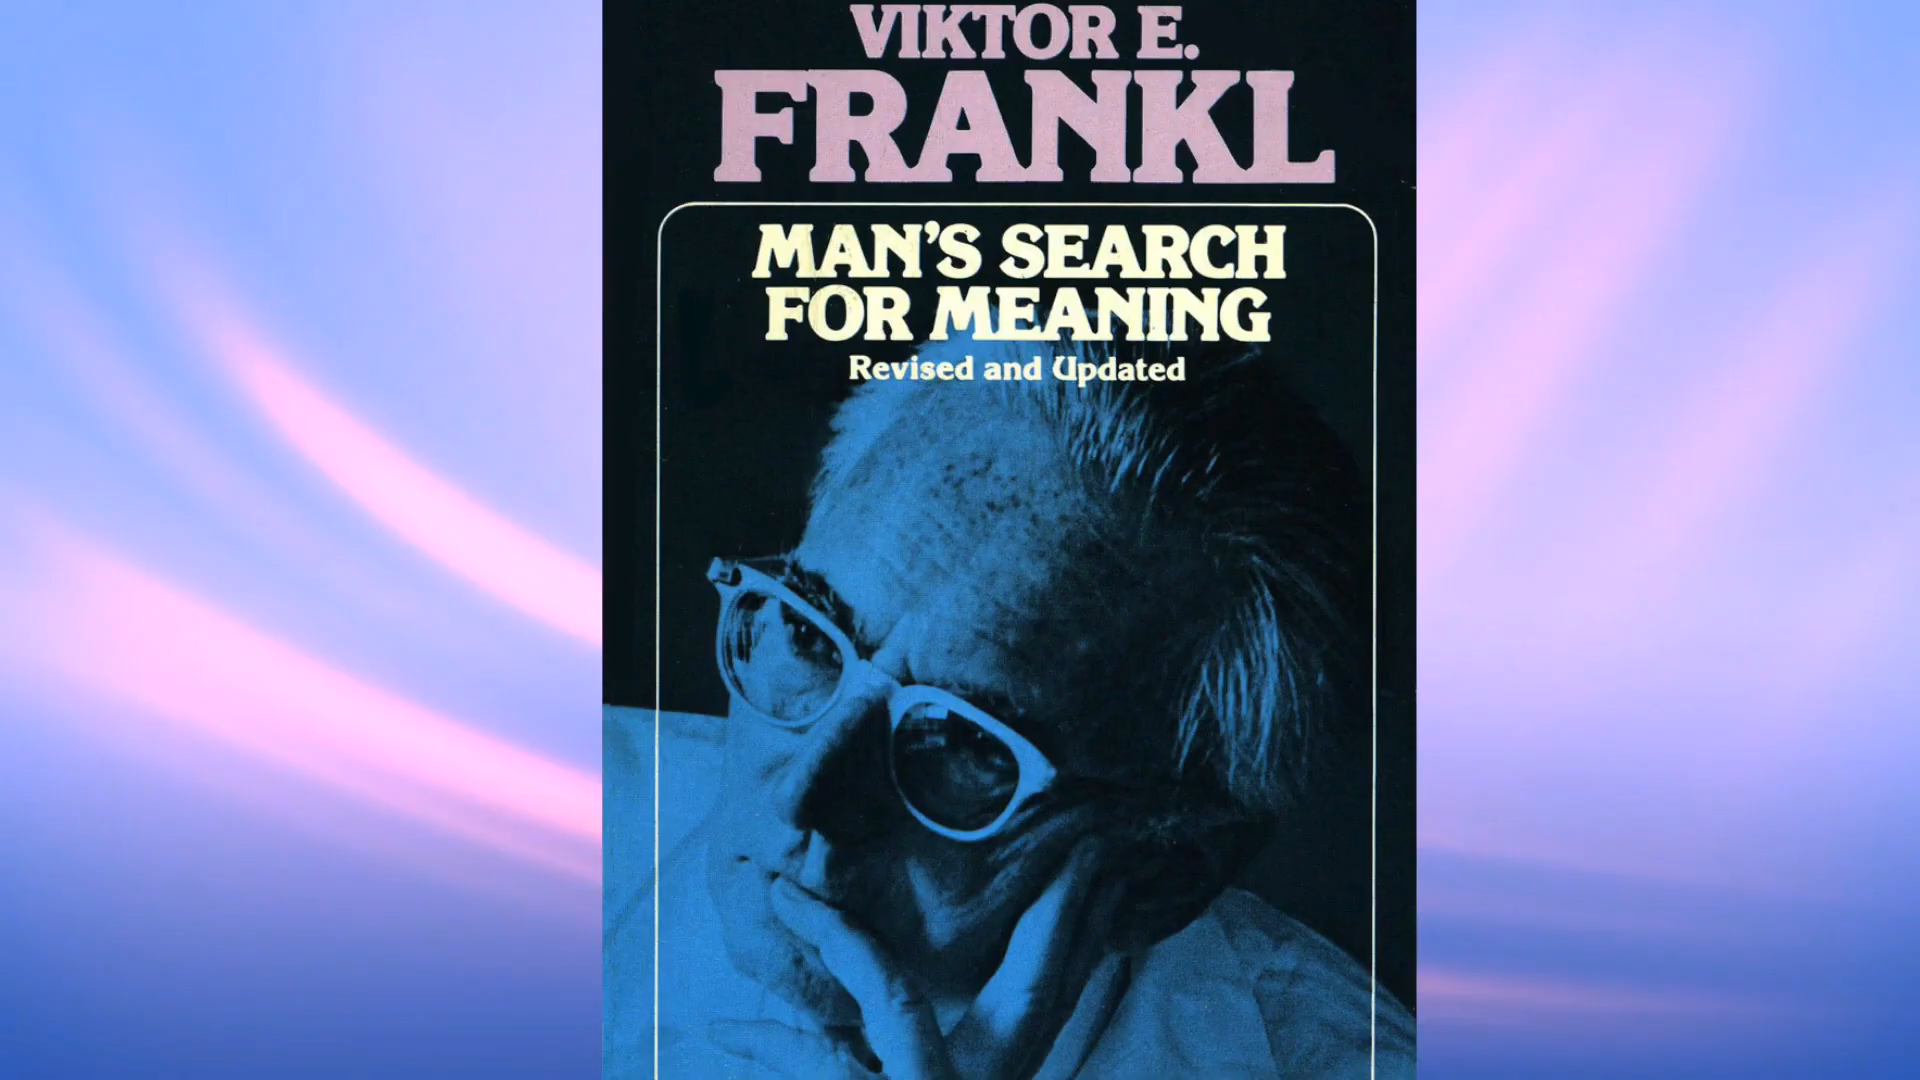 VIKTOR E.
FRANKL
MAN'S SEARCH
FOR MEANING
Revised and Updated